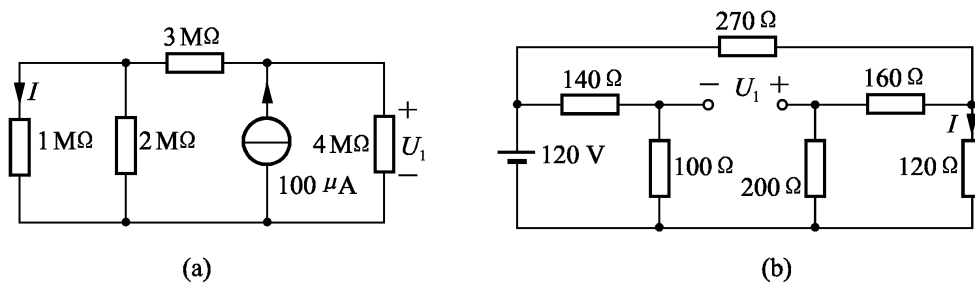 3 MΩ
I
1 MΩ
2 MΩ
100 μA
4 MΩ
+
U₁
−
(a)
270 Ω
140 Ω
− U₁ +
160 Ω
I
120 V
100 Ω
200 Ω
120 Ω
(b)